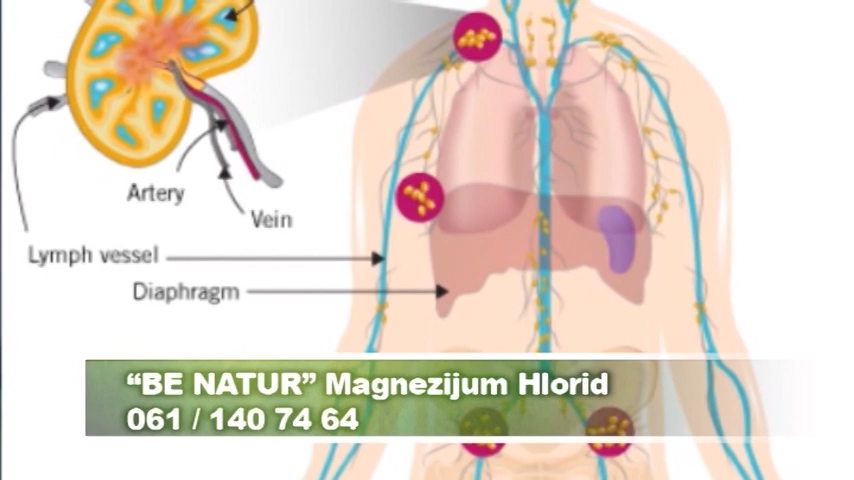 Artery
Vein
Lymph vessel
Diaphragm
“BE NATUR” Magnezijum Hlorid
061 / 140 74 64